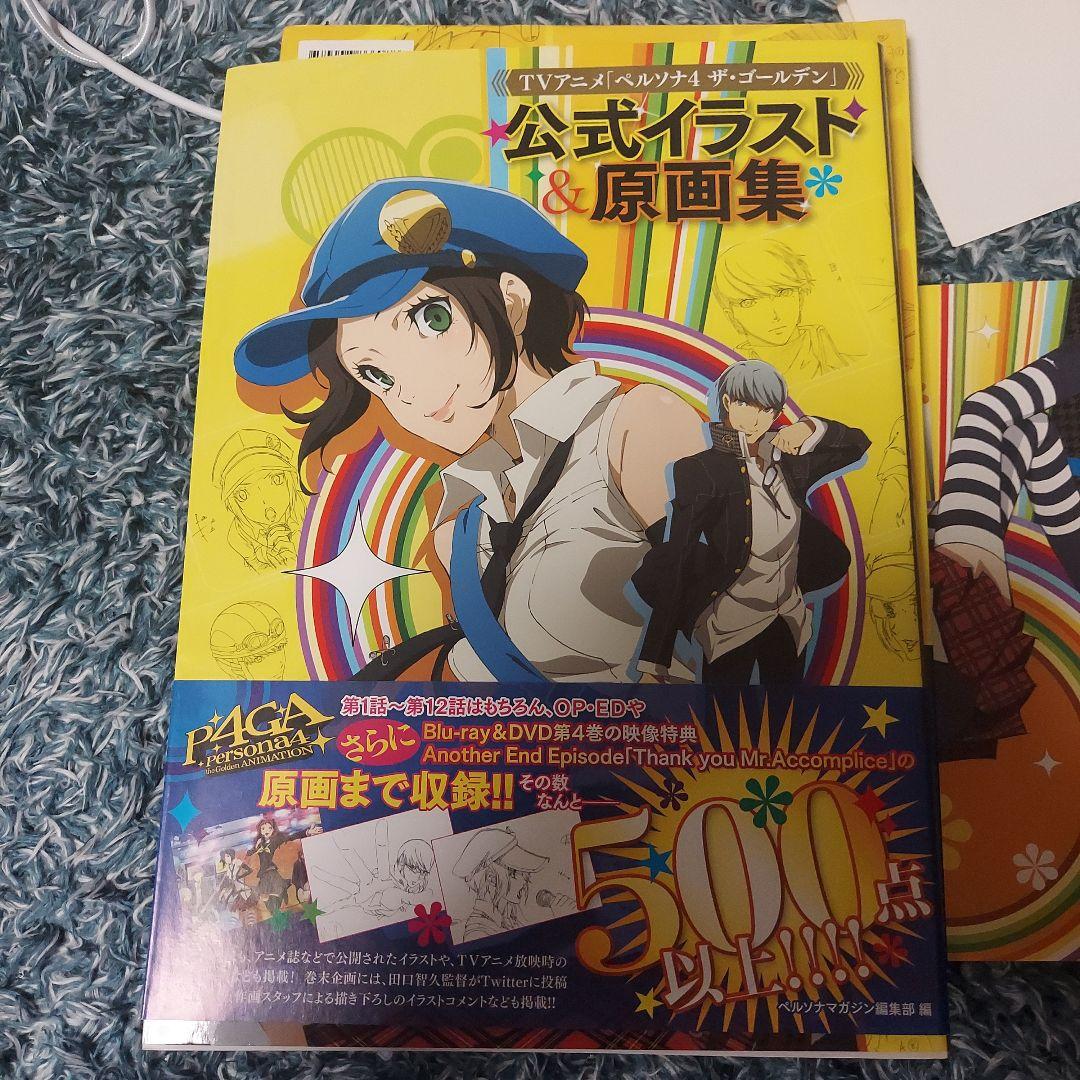 TVアニメ「ペルソナ4 ザ・ゴールデン」
公式イラスト
&原画集
P4GA
Persona4
the Golden ANIMATION
第1話〜第12話はもちろん、OP・EDや
さらに
Blu-ray&DVD第4巻の映像特典
Another End Episode「Thank you Mr.Accomplice」の
原画まで収録!!
その数
なんと——
500点
以上!!!!
、アニメ誌などで公開されたイラストや、TVアニメ放映時の
ども掲載! 巻末企画には、田口智久監督がTwitterに投稿
作画スタッフによる描き下ろしのイラストコメントなども掲載!!
ペルソナマガジン編集部 編